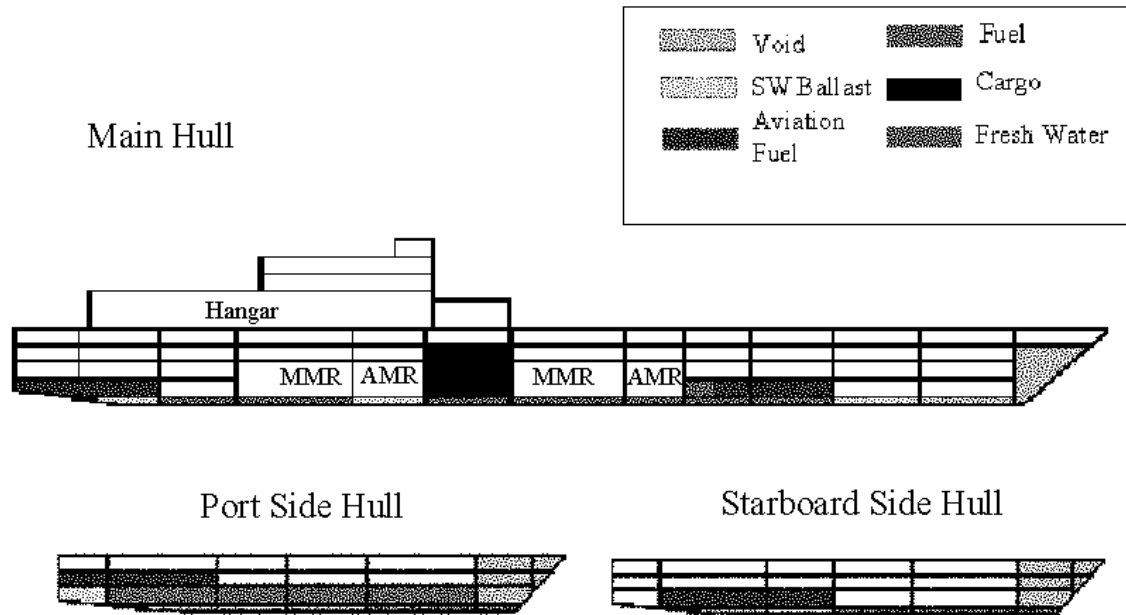 Void
Fuel
SW Ballast
Cargo
Aviation
Fuel
Fresh Water
Main Hull
Hangar
MMR
AMR
MMR
AMR
Port Side Hull
Starboard Side Hull